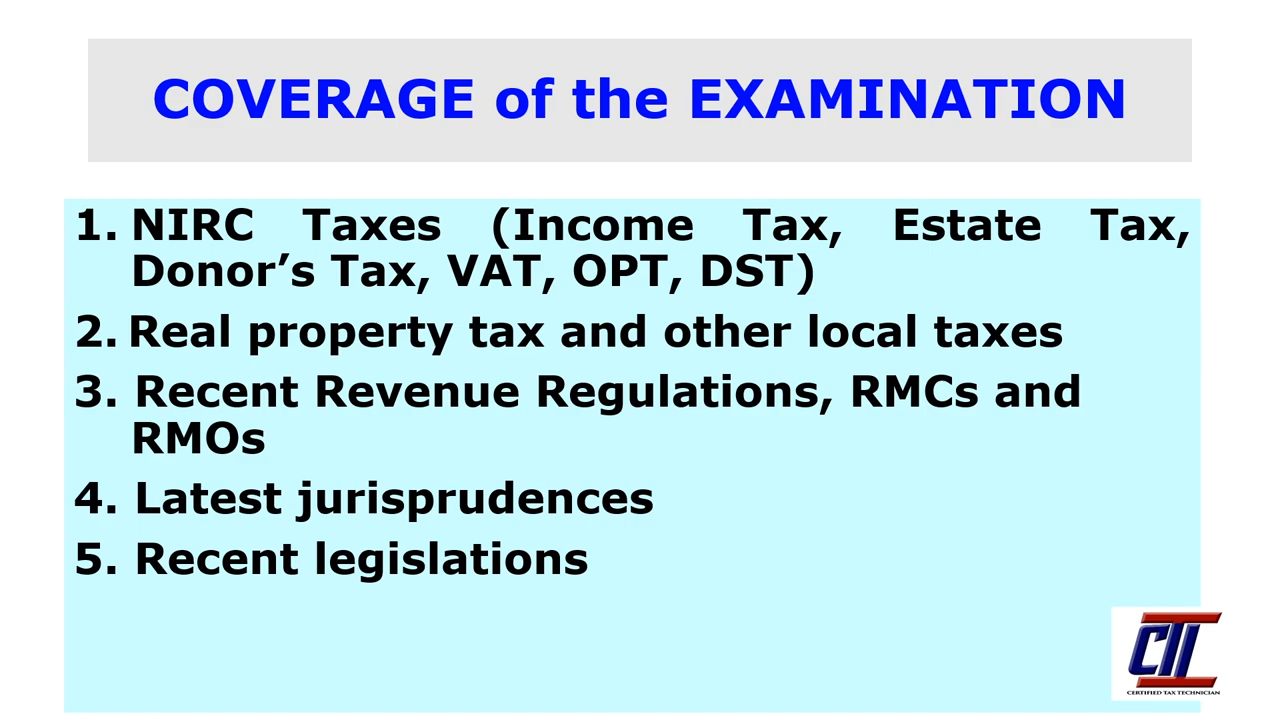 COVERAGE of the EXAMINATION
1. NIRC Taxes (Income Tax, Estate Tax,
Donor’s Tax, VAT, OPT, DST)
2. Real property tax and other local taxes
3. Recent Revenue Regulations, RMCs and
RMOs
4. Latest jurisprudences
5. Recent legislations
CTT
CERTIFIED TAX TECHNICIAN